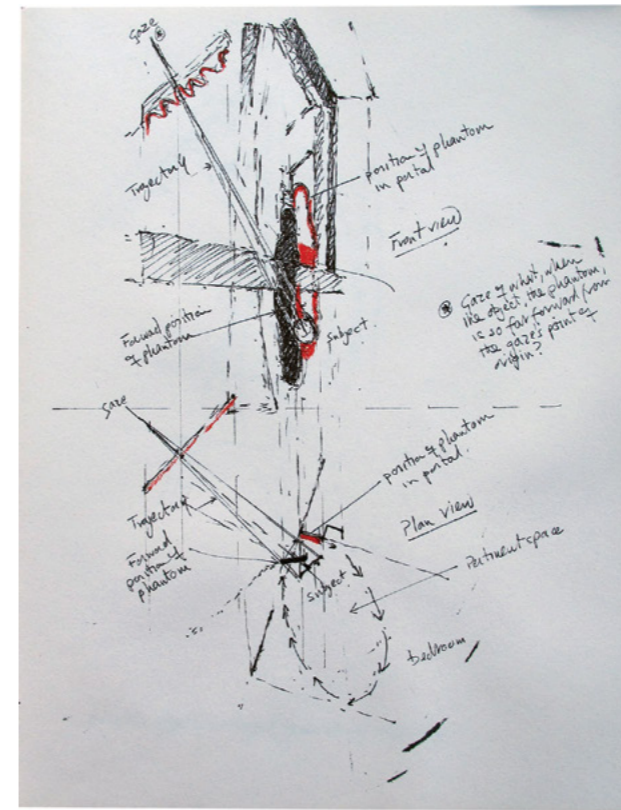 Gaze *
Trajectory
position of phantom
in portal
Front view
* Gaze of what, when
the object, the phantom,
is so far forward from
the gaze's point of
origin?
Forward position
of phantom
Subject
Gaze
position of phantom
in portal.
Plan view
Trajectory
Forward
position of
phantom
Subject
Pertinent space
bedroom